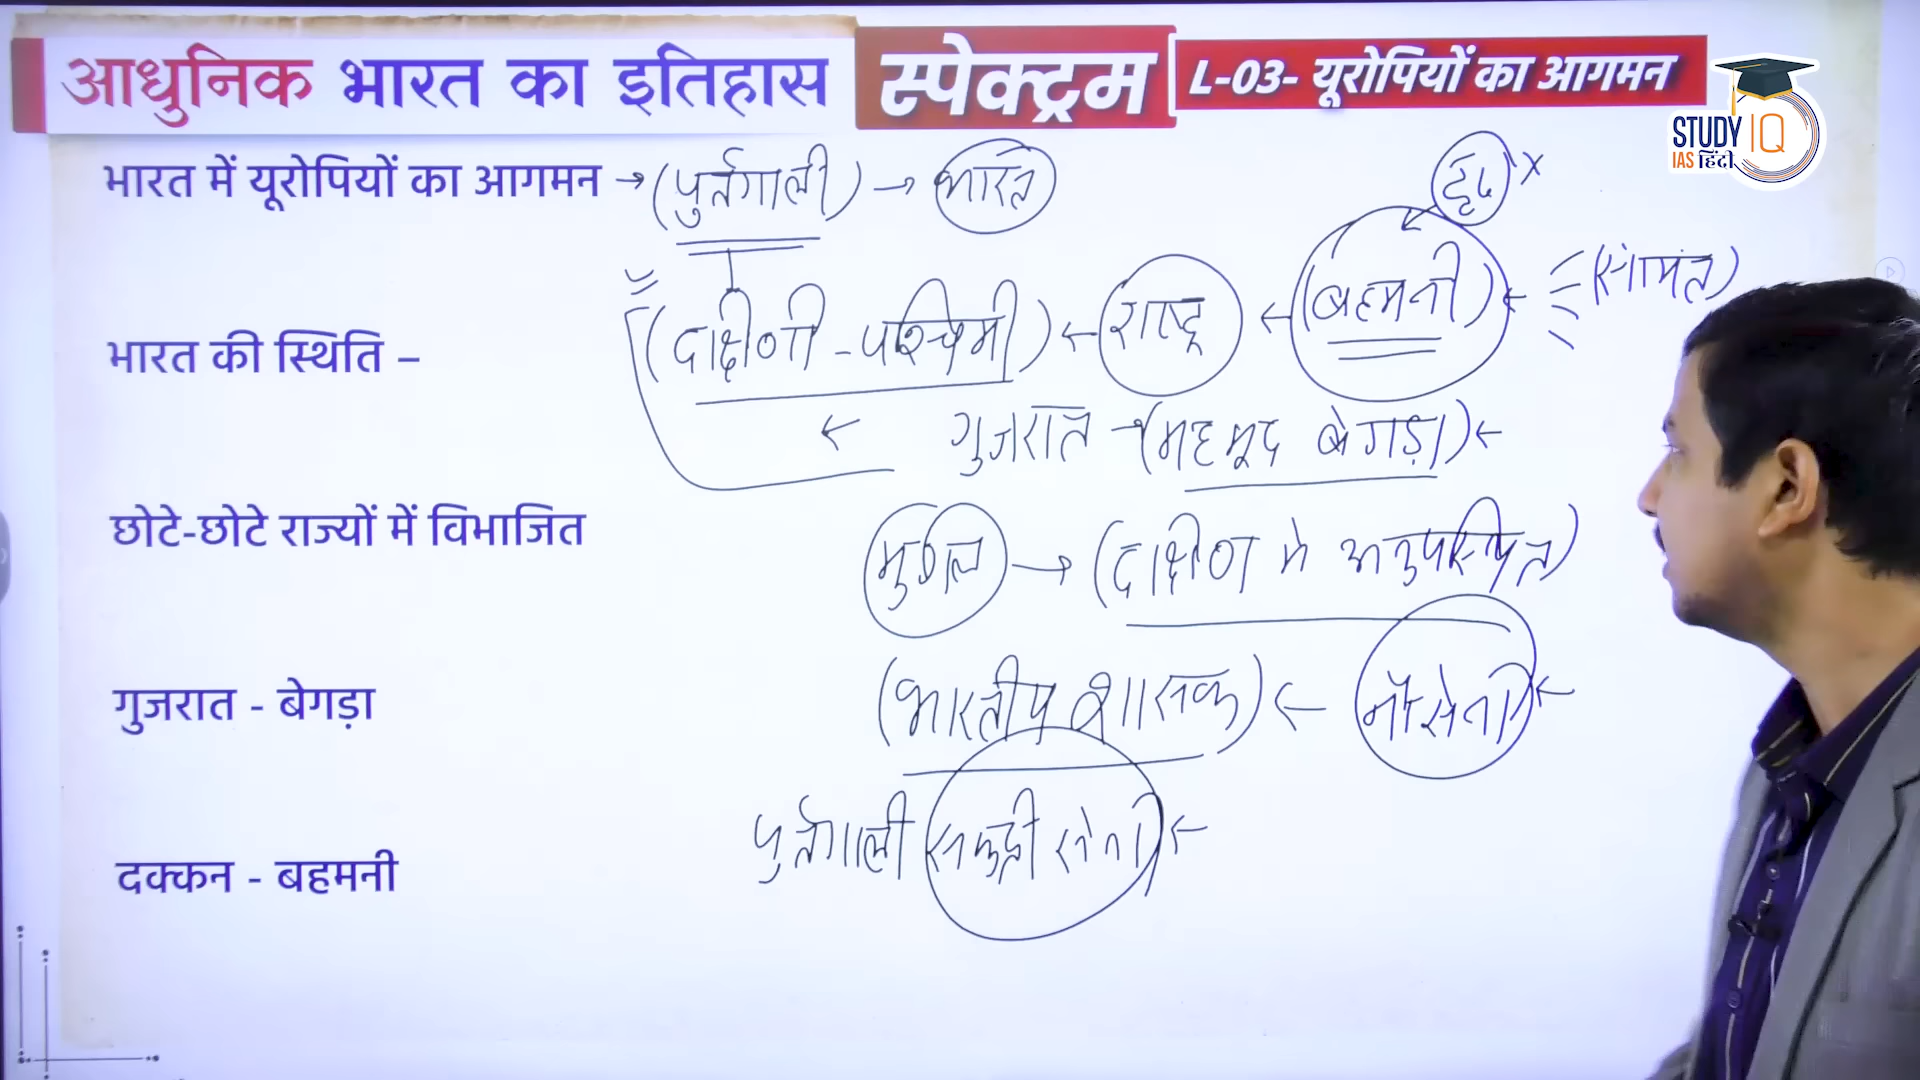 आधुनिक भारत का इतिहास स्पेक्ट्रम L-03- यूरोपियों का आगमन
STUDY IQ
IAS हिंदी
भारत में यूरोपियों का आगमन → (पुर्तगाली) → भारत
x
भारत की स्थिति – (दक्षिणी - पश्चिमी) ← राष्ट्र ← (बहमनी) ← (सामंत)
← गुजरात → (महमूद बेगड़ा) ←
छोटे-छोटे राज्यों में विभाजित मुगल → (दक्षिण मे अनुपस्थित)
गुजरात - बेगड़ा (भारतीय शासक) ← नौसेना ←
दक्कन - बहमनी पुर्तगाली समुद्री सेना ←